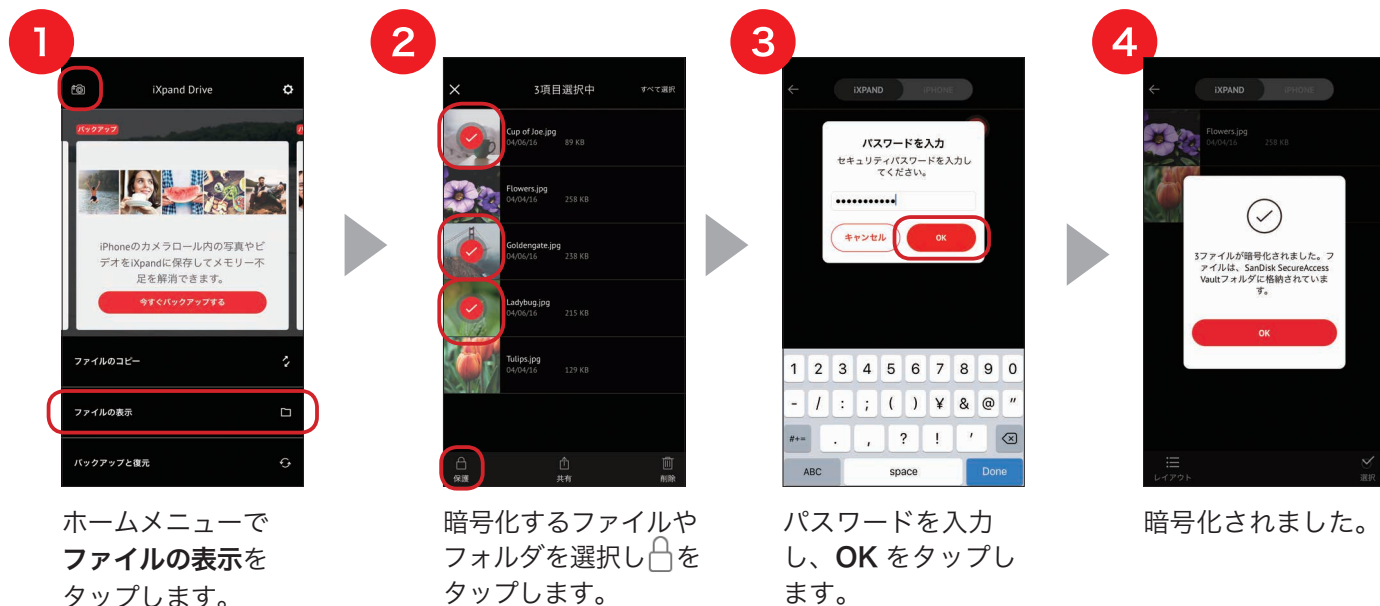 1
iXpand Drive
バックアップ
iPhoneのカメラロール内の写真やビ
デオをiXpandに保存してメモリー不
足を解消できます。
今すぐバックアップする
ファイルのコピー
ファイルの表示
バックアップと復元
ホームメニューで
ファイルの表示を
タップします。
2
3項目選択中
すべて選択
Cup of Joe.jpg
04/06/16 89 KB
Flowers.jpg
04/04/16 258 KB
Goldengate.jpg
04/06/16 238 KB
Ladybug.jpg
04/06/16 215 KB
Tulips.jpg
04/04/16 129 KB
保護 共有 削除
暗号化するファイルや
フォルダを選択し を
タップします。
3
iXPAND IPHONE
パスワードを入力
セキュリティパスワードを入力し
てください。
•••••••••••
キャンセル OK
1 2 3 4 5 6 7 8 9 0
- / : ; ( ) ¥ & @ "
#+= . , ? ! '
ABC space Done
パスワードを入力
し、OK をタップし
ます。
4
iXPAND IPHONE
Flowers.jpg
04/04/16 258 KB
3ファイルが暗号化されました。フ
ァイルは、SanDisk SecureAccess
Vaultフォルダに格納されていま
す。
OK
レイアウト 選択
暗号化されました。